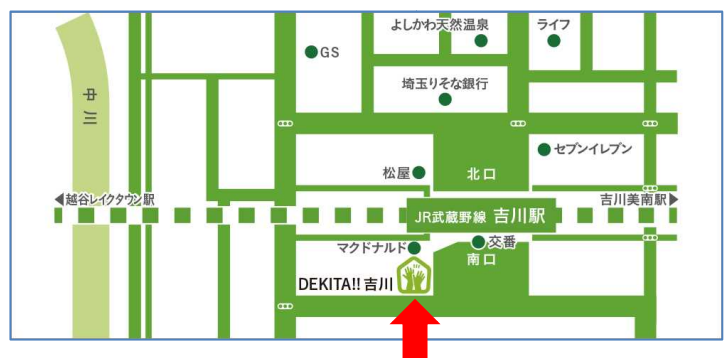 よしかわ天然温泉
ライフ
GS
埼玉りそな銀行
中川
セブンイレブン
松屋
北口
◀越谷レイクタウン駅
吉川美南駅▶
JR武蔵野線 吉川駅
マクドナルド
交番
南口
DEKITA!! 吉川